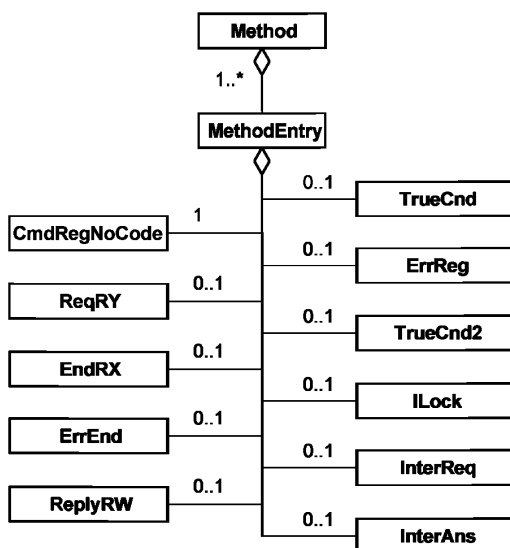 Method
1..*
MethodEntry
0..1
TrueCnd
1
CmdRegNoCode
0..1
ErrReg
0..1
ReqRY
0..1
TrueCnd2
0..1
EndRX
0..1
ILock
0..1
ErrEnd
0..1
InterReq
0..1
ReplyRW
0..1
InterAns